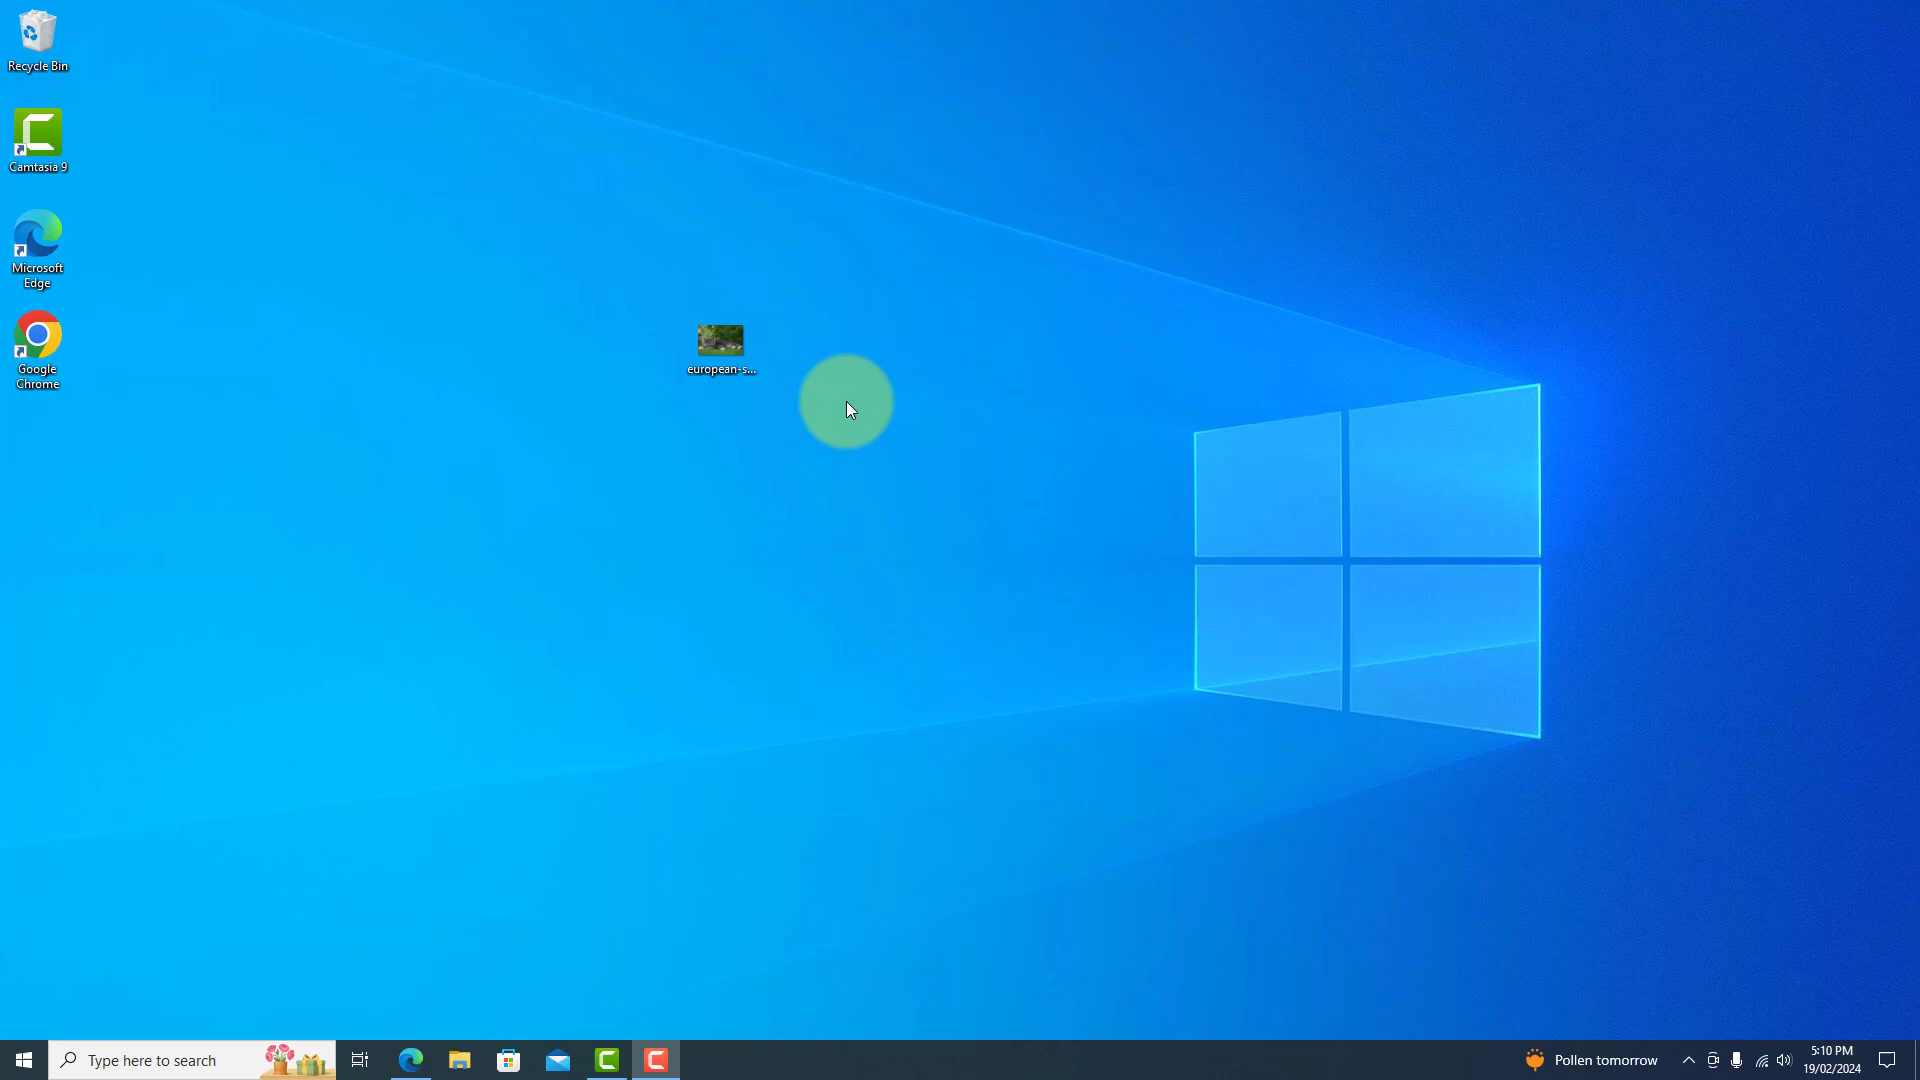 Recycle Bin
Camtasia 9
Microsoft
Edge
Google
Chrome
european-s...
Type here to search
Pollen tomorrow
5:10 PM
19/02/2024